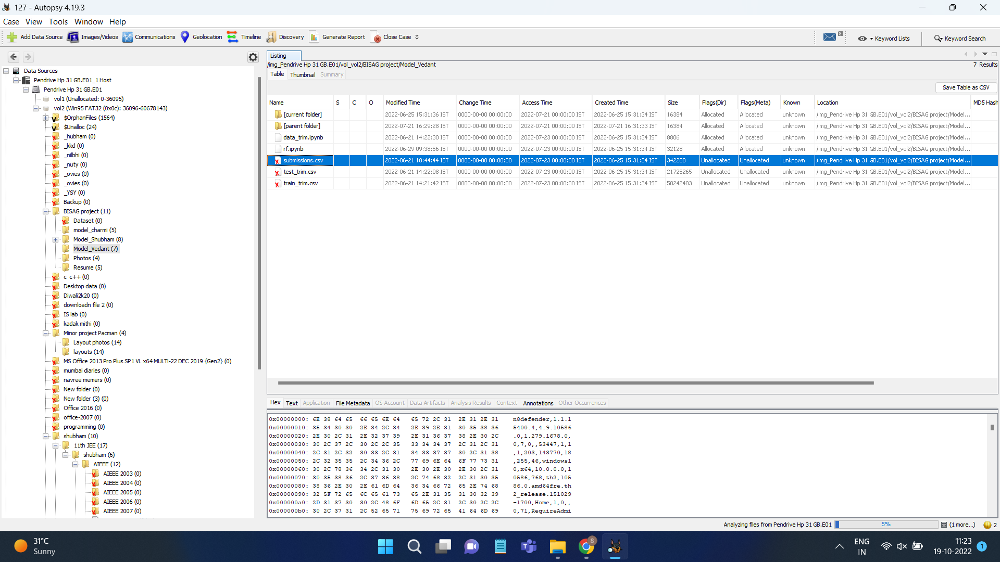 127 - Autopsy 4.19.3
Case View Tools Window Help
Add Data Source Images/Videos Communications Geolocation Timeline Discovery Generate Report Close Case 8 Keyword Lists Keyword Search
Data Sources
Pendrive Hp 31 GB.E01_1 Host
Pendrive Hp 31 GB.E01
vol1 (Unallocated: 0-36095)
vol2 (Win95 FAT32 (0x0c): 36096-60678143)
$OrphanFiles (1564)
$Unalloc (24)
_hubham (0)
_kkd (0)
_nilbhi (0)
_nuty (0)
_ovies (0)
_ovies (0)
_YSY (0)
Backup (0)
BISAG project (11)
Dataset (0)
model_charmi (5)
Model_Shubham (8)
Model_Vedant (7)
Photos (4)
Resume (5)
c c++ (0)
Desktop data (0)
Diwali2k20 (0)
downloadn file 2 (0)
IS lab (0)
kadak mithi (0)
Minor project Pacman (4)
Layout photos (14)
layouts (14)
MS Office 2013 Pro Plus SP1 VL x64 MULTi-22 DEC 2019 {Gen2} (0)
mumbai diaries (0)
navree memers (0)
New folder (0)
New folder (3) (0)
Office 2016 (0)
office-2007 (0)
programming (0)
shubham (10)
11th JEE (17)
shubham (6)
AIEEE (12)
AIEEE 2003 (0)
AIEEE 2004 (0)
AIEEE 2005 (0)
AIEEE 2006 (0)
AIEEE 2007 (0)
Listing
/img_Pendrive Hp 31 GB.E01/vol_vol2/BISAG project/Model_Vedant 7 Results
Table Thumbnail Summary
Save Table as CSV
Name S C O Modified Time Change Time Access Time Created Time Size Flags(Dir) Flags(Meta) Known Location MD5 Hash
[current folder] 2022-06-25 15:31:36 IST 0000-00-00 00:00:00 2022-07-21 00:00:00 IST 2022-06-25 15:31:34 IST 16384 Allocated Allocated unknown /img_Pendrive Hp 31 GB.E01/vol_vol2/BISAG project/Model...
[parent folder] 2022-07-21 16:29:28 IST 0000-00-00 00:00:00 2022-07-21 00:00:00 IST 2022-07-21 16:31:33 IST 16384 Allocated Allocated unknown /img_Pendrive Hp 31 GB.E01/vol_vol2/BISAG project/Model...
data_trim.ipynb 2022-06-21 14:22:30 IST 0000-00-00 00:00:00 2022-07-23 00:00:00 IST 2022-06-25 15:31:34 IST 8806 Allocated Allocated unknown /img_Pendrive Hp 31 GB.E01/vol_vol2/BISAG project/Model...
rf.ipynb 2022-06-29 09:38:56 IST 0000-00-00 00:00:00 2022-07-23 00:00:00 IST 2022-06-25 15:31:34 IST 32128 Allocated Allocated unknown /img_Pendrive Hp 31 GB.E01/vol_vol2/BISAG project/Model...
submissions.csv 2022-06-21 18:44:44 IST 0000-00-00 00:00:00 2022-07-23 00:00:00 IST 2022-06-25 15:31:34 IST 342288 Unallocated Unallocated unknown /img_Pendrive Hp 31 GB.E01/vol_vol2/BISAG project/Model...
test_trim.csv 2022-06-21 14:22:08 IST 0000-00-00 00:00:00 2022-07-23 00:00:00 IST 2022-06-25 15:31:34 IST 21725265 Unallocated Unallocated unknown /img_Pendrive Hp 31 GB.E01/vol_vol2/BISAG project/Model...
train_trim.csv 2022-06-21 14:21:42 IST 0000-00-00 00:00:00 2022-07-23 00:00:00 IST 2022-06-25 15:31:34 IST 50242403 Unallocated Unallocated unknown /img_Pendrive Hp 31 GB.E01/vol_vol2/BISAG project/Model...
Hex Text Application File Metadata OS Account Data Artifacts Analysis Results Context Annotations Other Occurrences
0x00000000: 6E 38 64 65 66 65 6E 64 65 72 2C 31 2E 31 2E 31 n8defender,1.1.1
0x00000010: 35 34 30 30 2E 34 2C 34 2E 39 2E 31 30 35 38 36 5400.4,4.9.10586
0x00000020: 2E 30 2C 31 2E 32 37 39 2E 31 36 37 38 2E 30 2C .0,1.279.1678.0,
0x00000030: 30 2C 37 2C 30 2C 2C 35 33 34 34 37 2C 31 2C 31 0,7,0,,53447,1,1
0x00000040: 2C 31 2C 32 30 33 2C 31 34 33 37 37 30 2C 31 38 ,1,203,143770,18
0x00000050: 2C 32 35 35 2C 34 36 2C 77 69 6E 64 6F 77 73 31 ,255,46,windows1
0x00000060: 30 2C 78 36 34 2C 31 30 2E 30 2E 30 2E 30 2C 31 0,x64,10.0.0.0,1
0x00000070: 30 35 38 36 2C 37 36 38 2C 74 68 32 2C 31 30 35 0586,768,th2,105
0x00000080: 38 36 2E 30 2E 61 6D 64 36 34 66 72 65 2E 74 68 86.0.amd64fre.th
0x00000090: 32 5F 72 65 6C 65 61 73 65 2E 31 35 31 30 32 39 2_release.151029
0x000000a0: 2D 31 37 30 30 2C 48 6F 6D 65 2C 31 2C 30 2C 2C -1700,Home,1,0,,
0x000000b0: 30 2C 37 31 2C 52 65 71 75 69 72 65 41 64 6D 69 0,71,RequireAdmi
Analyzing files from Pendrive Hp 31 GB.E01 5% (1 more...) 2
31°C
Sunny
S
ENG
IN
11:23
19-10-2022
1